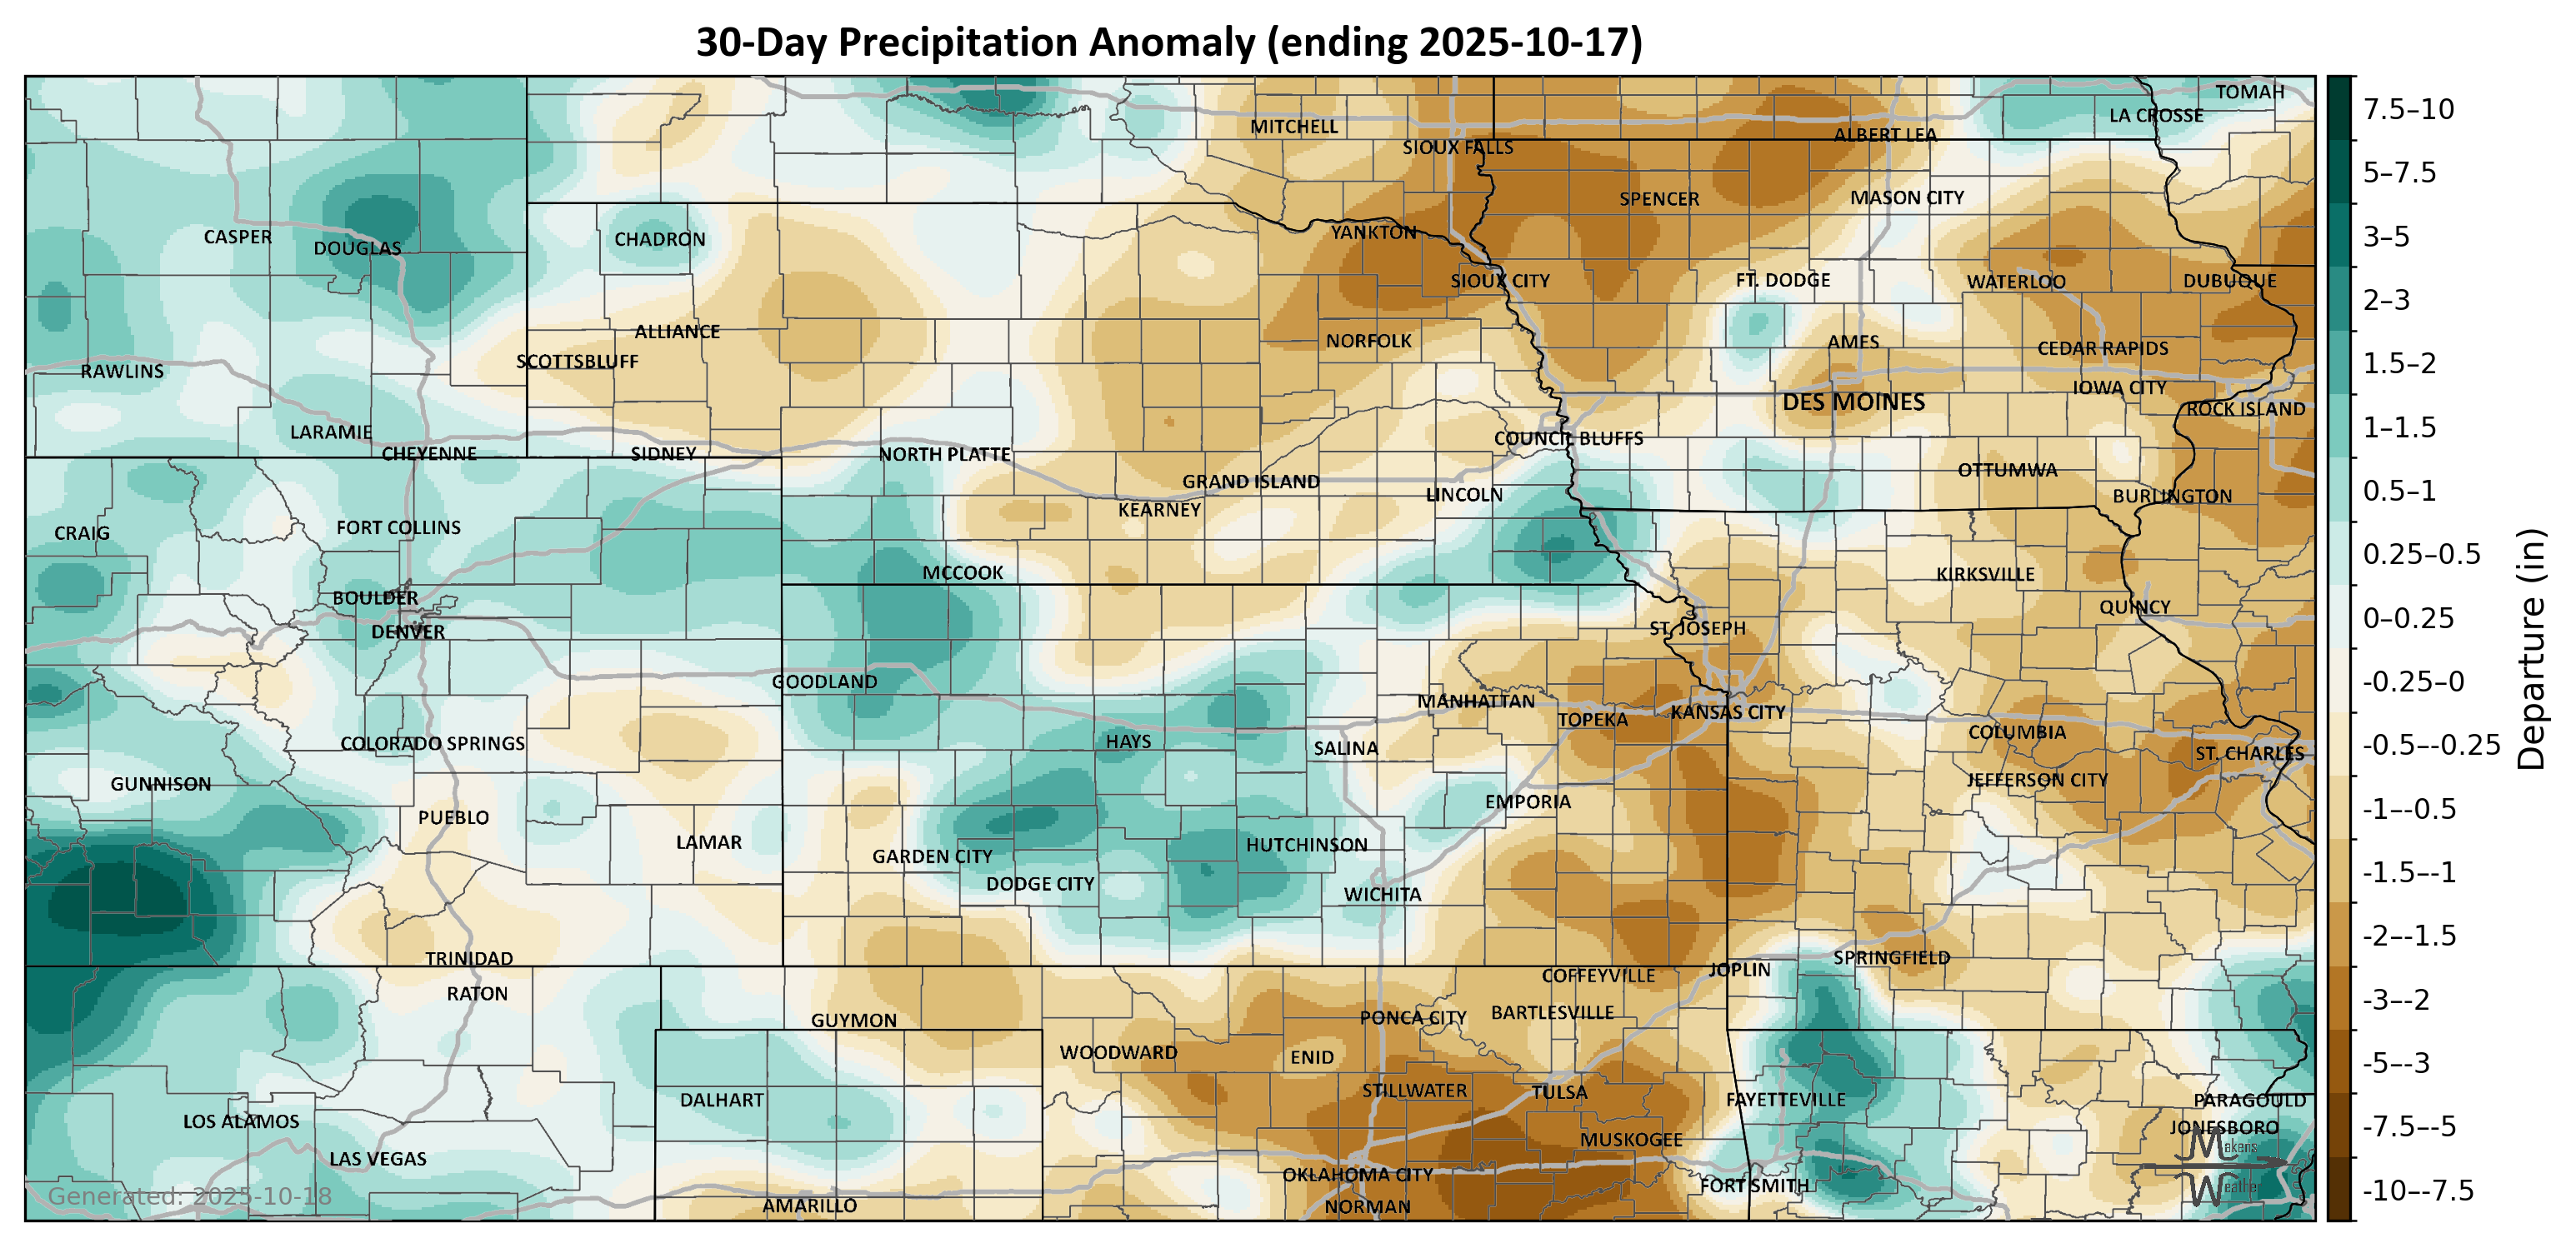 30-Day Precipitation Anomaly (ending 2025-10-17)
TOMAH
LA CROSSE
MITCHELL
ALBERT LEA
SIOUX FALLS
SPENCER
MASON CITY
CASPER
DOUGLAS
CHADRON
YANKTON
SIOUX CITY
FT. DODGE
WATERLOO
DUBUQUE
ALLIANCE
NORFOLK
AMES
CEDAR RAPIDS
SCOTTSBLUFF
RAWLINS
IOWA CITY
DES MOINES
ROCK ISLAND
LARAMIE
COUNCIL BLUFFS
CHEYENNE
SIDNEY
NORTH PLATTE
OTTUMWA
GRAND ISLAND
LINCOLN
BURLINGTON
KEARNEY
CRAIG
FORT COLLINS
MCCOOK
KIRKSVILLE
BOULDER
QUINCY
DENVER
ST. JOSEPH
GOODLAND
MANHATTAN
TOPEKA
KANSAS CITY
COLUMBIA
COLORADO SPRINGS
HAYS
SALINA
ST. CHARLES
GUNNISON
JEFFERSON CITY
EMPORIA
PUEBLO
LAMAR
HUTCHINSON
GARDEN CITY
DODGE CITY
WICHITA
TRINIDAD
SPRINGFIELD
COFFEYVILLE
JOPLIN
RATON
GUYMON
PONCA CITY
BARTLESVILLE
WOODWARD
ENID
STILLWATER
TULSA
DALHART
FAYETTEVILLE
PARAGOULD
LOS ALAMOS
JONESBORO
MUSKOGEE
LAS VEGAS
OKLAHOMA CITY
FORT SMITH
AMARILLO
NORMAN
Generated: 2025-10-18
Makens
Weather
7.5–10
5–7.5
3–5
2–3
1.5–2
1–1.5
0.5–1
0.25–0.5
0–0.25
-0.25–0
-0.5–-0.25
-1–-0.5
-1.5–-1
-2–-1.5
-3–-2
-5–-3
-7.5–-5
-10–-7.5
Departure (in)